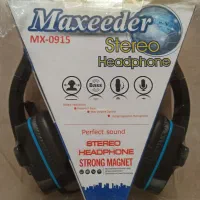 Maxeeder
MX-0915
Stereo
Headphone
Bass
Perfect sound
STEREO
HEADPHONE
STRONG MAGNET